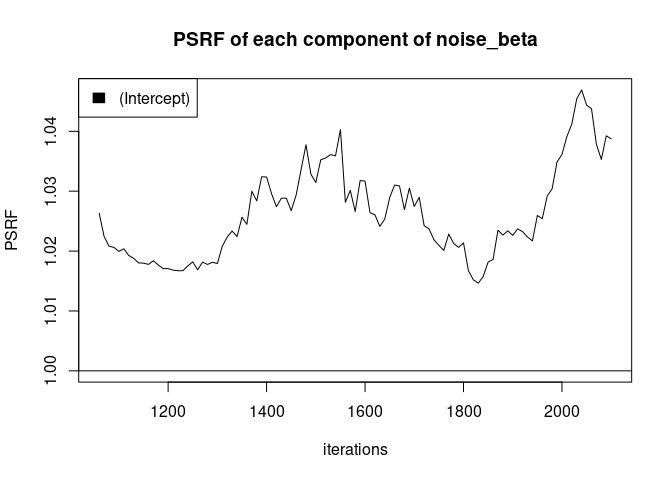 PSRF of each component of noise_beta
(Intercept)
PSRF
1.04
1.03
1.02
1.01
1.00
1200 1400 1600 1800 2000
iterations